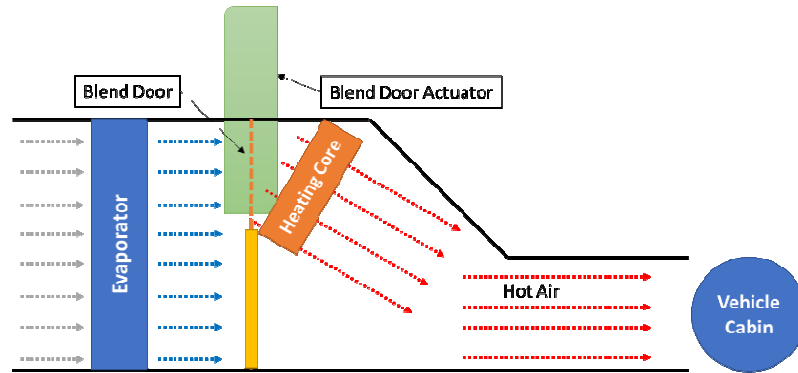 Blend Door
Blend Door Actuator
Evaporator
Heating Core
Hot Air
Vehicle
Cabin